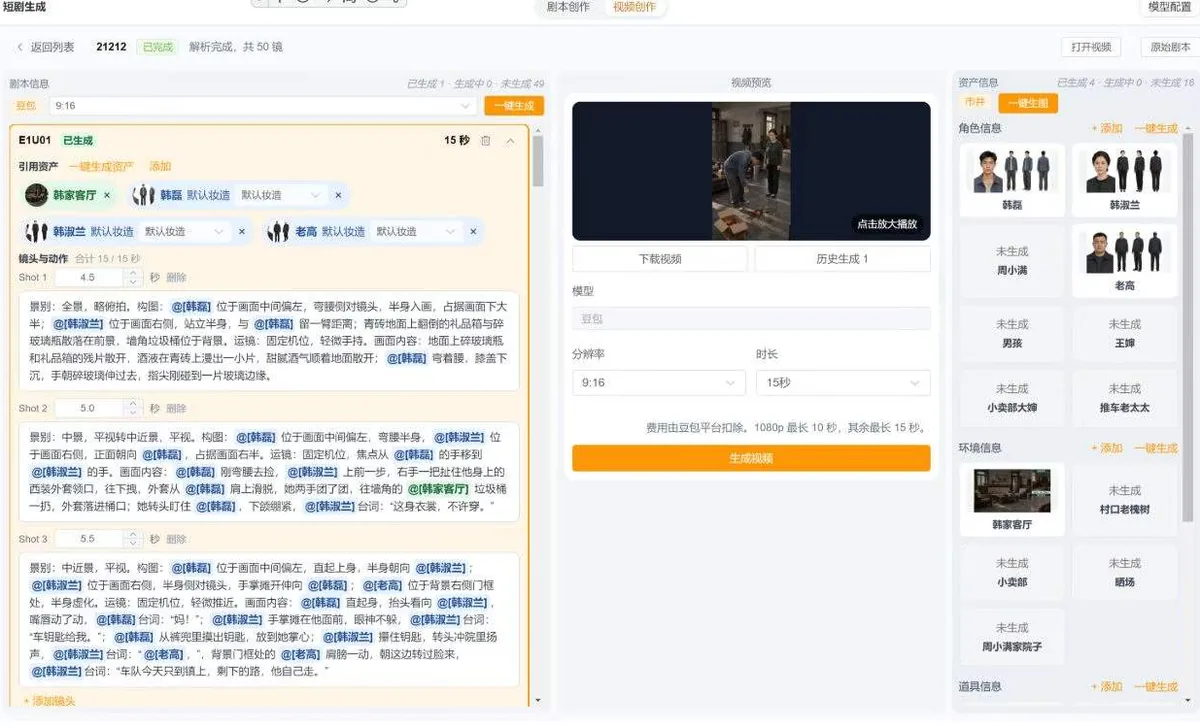 短剧生成
剧本创作
视频创作
模型配置
返回列表
21212
已完成
解析完成，共 50 镜
打开视频
原始剧本
剧本信息
已生成 1 · 生成中 0 · 未生成 49
豆包
9:16
一键生成
E1U01
已生成
15 秒
引用资产
一键生成资产
添加
韩家客厅 ×
韩磊 默认妆造 默认妆造 ×
韩淑兰 默认妆造 默认妆造 ×
老高 默认妆造 默认妆造 ×
镜头与动作 合计 15 / 15 秒
Shot 1 4.5 秒 删除
景别：全景，略俯拍。构图： @[韩磊] 位于画面中间偏左，弯腰侧对镜头，半身入画，占据画面下大
半； @[韩淑兰] 位于画面右侧，站立半身，与 @[韩磊] 留一臂距离；青砖地面上翻倒的礼品箱与碎
玻璃瓶散落在前景，墙角垃圾桶位于背景。运镜：固定机位，轻微手持。画面内容：地面上碎玻璃瓶
和礼品箱的残片散开，酒液在青砖上漫出一小片，甜腻酒气顺着地面散开； @[韩磊] 弯着腰，膝盖下
沉，手朝碎玻璃伸过去，指尖刚碰到一片玻璃边缘。
Shot 2 5.0 秒 删除
景别：中景，平视转中近景，平视。构图： @[韩磊] 位于画面中间偏左，弯腰半身， @[韩淑兰] 位
于画面右侧，正面朝向 @[韩磊] ，占据画面右半。运镜：固定机位，焦点从 @[韩磊] 的手移到
@[韩淑兰] 的手。画面内容： @[韩磊] 刚弯腰去捡， @[韩淑兰] 上前一步，右手一把扯住他身上的
西装外套领口，往下拽，外套从 @[韩磊] 肩上滑脱，她两手团了团，往墙角的 @[韩家客厅] 垃圾桶
一扔，外套落进桶口；她转头盯住 @[韩磊] ，下颌绷紧， @[韩淑兰] 台词：“这身衣裳，不许穿。”
Shot 3 5.5 秒 删除
景别：中近景，平视。构图： @[韩磊] 位于画面中间偏左，直起上身，半身朝向 @[韩淑兰] ；
@[韩淑兰] 位于画面右侧，半身侧对镜头，手掌摊开伸向 @[韩磊] ； @[老高] 位于背景右侧门框
处，半身虚化。运镜：固定机位，轻微推近。画面内容： @[韩磊] 直起身，抬头看向 @[韩淑兰] ，
嘴唇动了动， @[韩磊] 台词：“妈！”； @[韩淑兰] 手掌摊在他面前，眼神不躲， @[韩淑兰] 台词：
“车钥匙给我。”； @[韩磊] 从裤兜里摸出钥匙，放到她掌心； @[韩淑兰] 攥住钥匙，转头冲院里扬
声， @[韩淑兰] 台词：“ @[老高] ，”，背景门框处的 @[老高] 肩膀一动，朝这边转过脸来，
@[韩淑兰] 台词：“车队今天只到镇上，剩下的路，他自己走。”
+ 添加镜头
视频预览
点击放大播放
下载视频
历史生成 1
模型
豆包
分辨率
时长
9:16
15秒
费用由豆包平台扣除。1080p 最长 10 秒，其余最长 15 秒。
生成视频
资产信息
已生成 4 · 生成中 0 · 未生成 16
市井
一键生图
角色信息
+ 添加
一键生成
韩磊
韩淑兰
未生成
周小满
老高
未生成
男孩
未生成
王婶
未生成
小卖部大婶
未生成
推车老太太
环境信息
+ 添加
一键生成
韩家客厅
未生成
村口老槐树
未生成
小卖部
未生成
晒场
未生成
周小满家院子
道具信息
+ 添加
一键生成